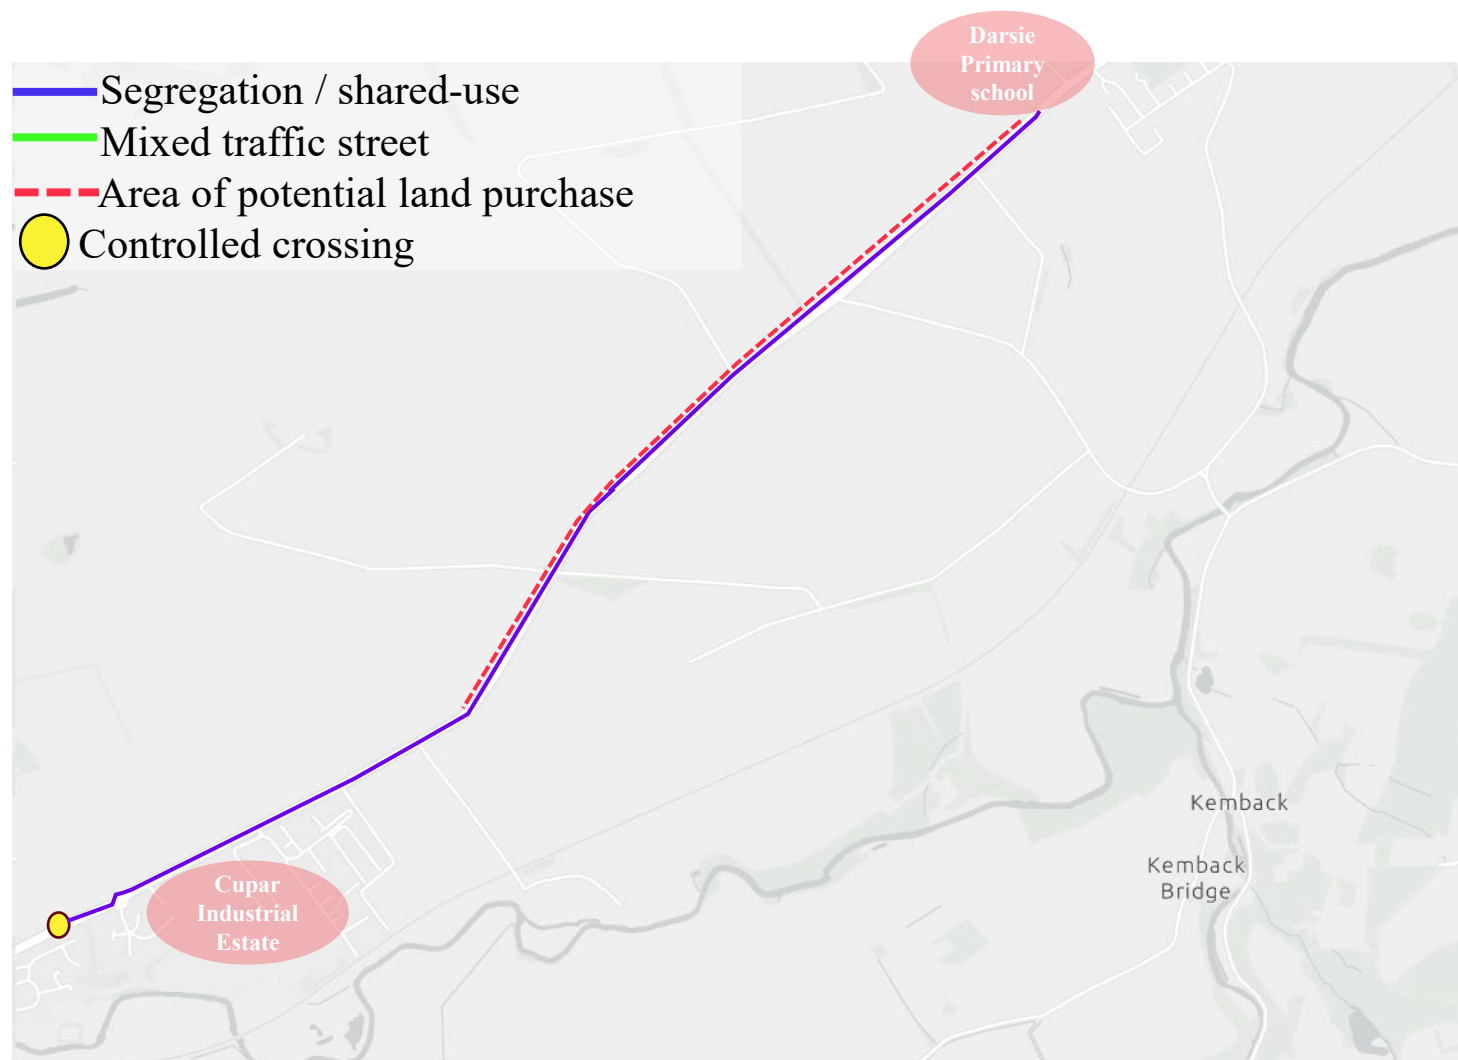 Darsie
Primary
school
Segregation / shared-use
Mixed traffic street
Area of potential land purchase
Controlled crossing
Kemback
Kemback
Bridge
Cupar
Industrial
Estate